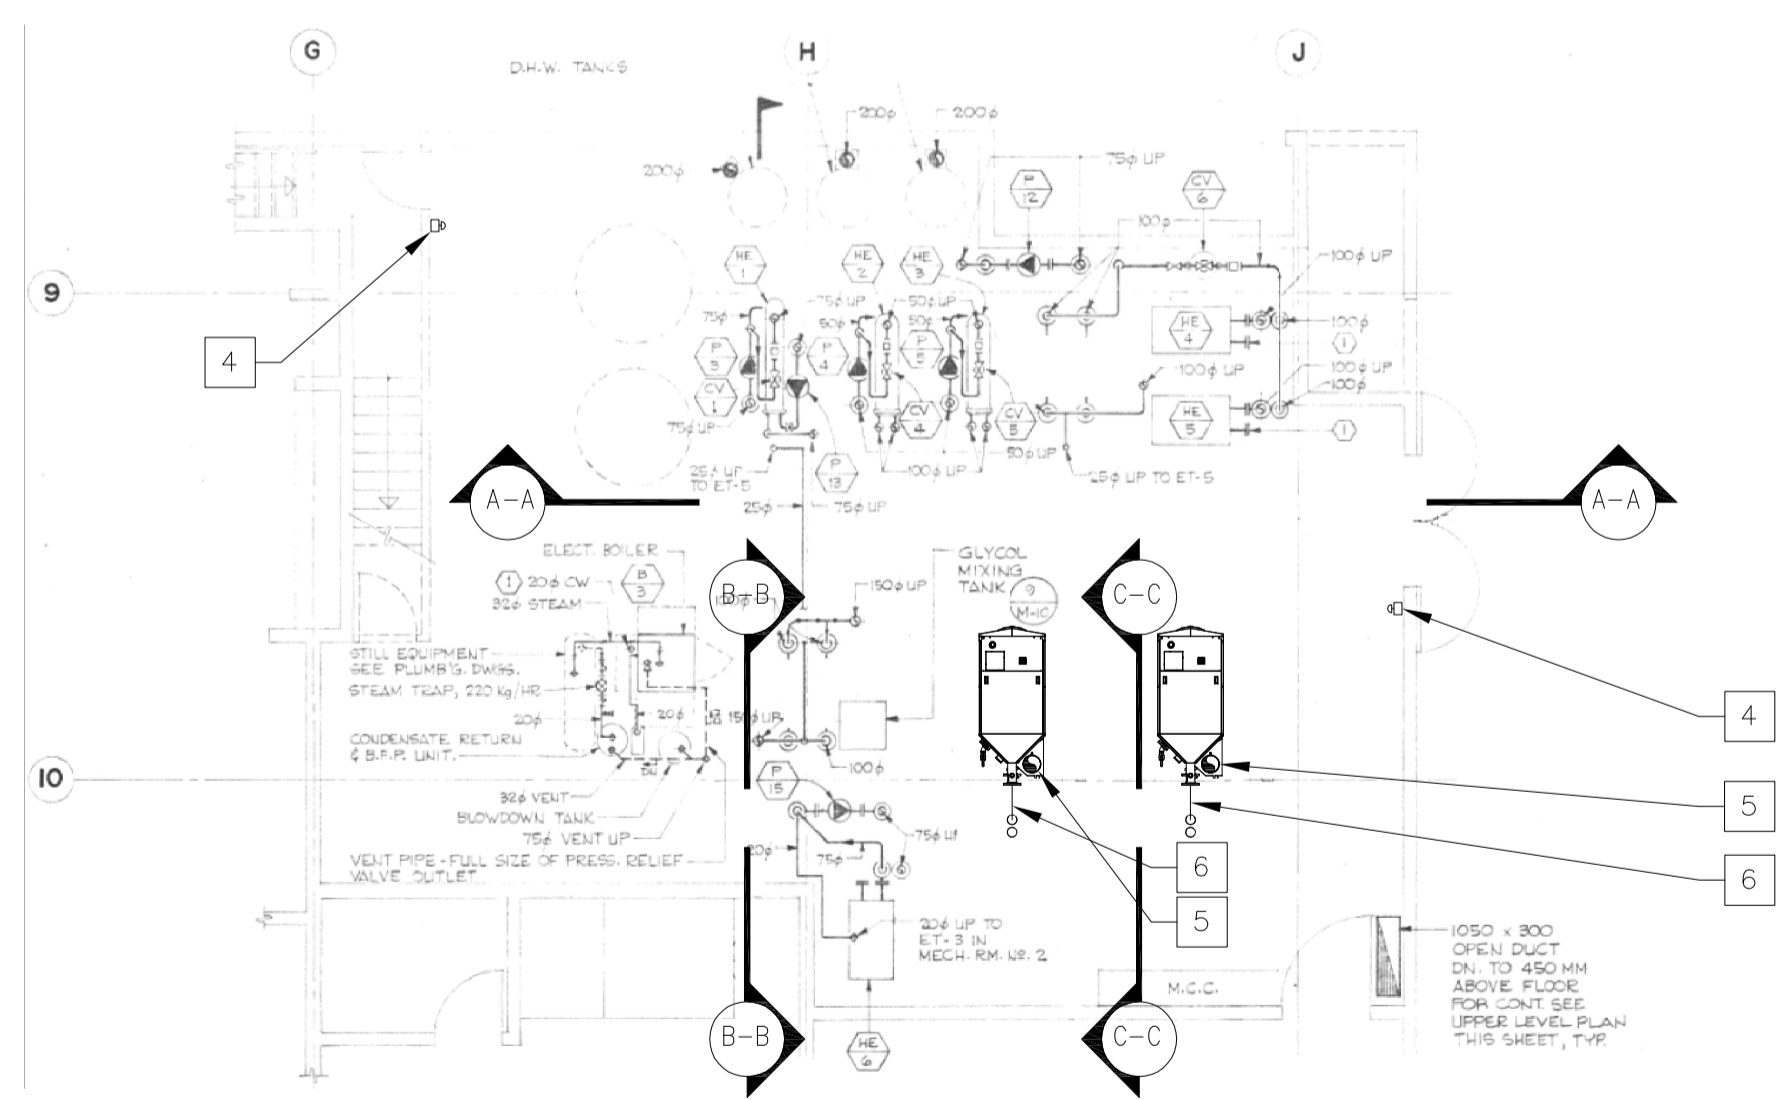 G
H
J
D.H.W. TANKS
200ϕ
200ϕ
200ϕ
75ϕ UP
P
12
CV
6
100ϕ
100ϕ UP
HE
1
HE
2
HE
3
9
4
75ϕ UP
75ϕ
50ϕ UP
50ϕ
50ϕ
HE
4
100ϕ
1
P
3
P
4
P
5
CV
1
100ϕ UP
100ϕ UP
100ϕ
75ϕ UP
CV
4
CV
5
HE
5
1
50ϕ UP
25ϕ UP
TO ET-5
P
13
100ϕ UP
25ϕ UP TO ET-5
A-A
A-A
25ϕ
75ϕ UP
ELECT. BOILER
1
20ϕ CW
32ϕ STEAM
B
3
B-B
150ϕ UP
GLYCOL
MIXING
TANK
9
M-1C
C-C
STILL EQUIPMENT
SEE PLUMB'G. DWGS.
STEAM TRAP, 220 Kg/HR
20ϕ
20ϕ
150ϕ UP
CONDENSATE RETURN
& B.F.P. UNIT.
DN
100ϕ
4
10
P
15
5
32ϕ VENT
BLOWDOWN TANK
75ϕ VENT UP
75ϕ UP
20ϕ
75ϕ
VENT PIPE - FULL SIZE OF PRESS. RELIEF
VALVE OUTLET
6
6
5
20ϕ UP TO
ET-3 IN
MECH. RM. Nº. 2
1050 x 300
OPEN DUCT
DN. TO 450 MM
ABOVE FLOOR
FOR CONT. SEE
UPPER LEVEL PLAN
THIS SHEET, TYP.
M.C.C.
B-B
HE
6
C-C